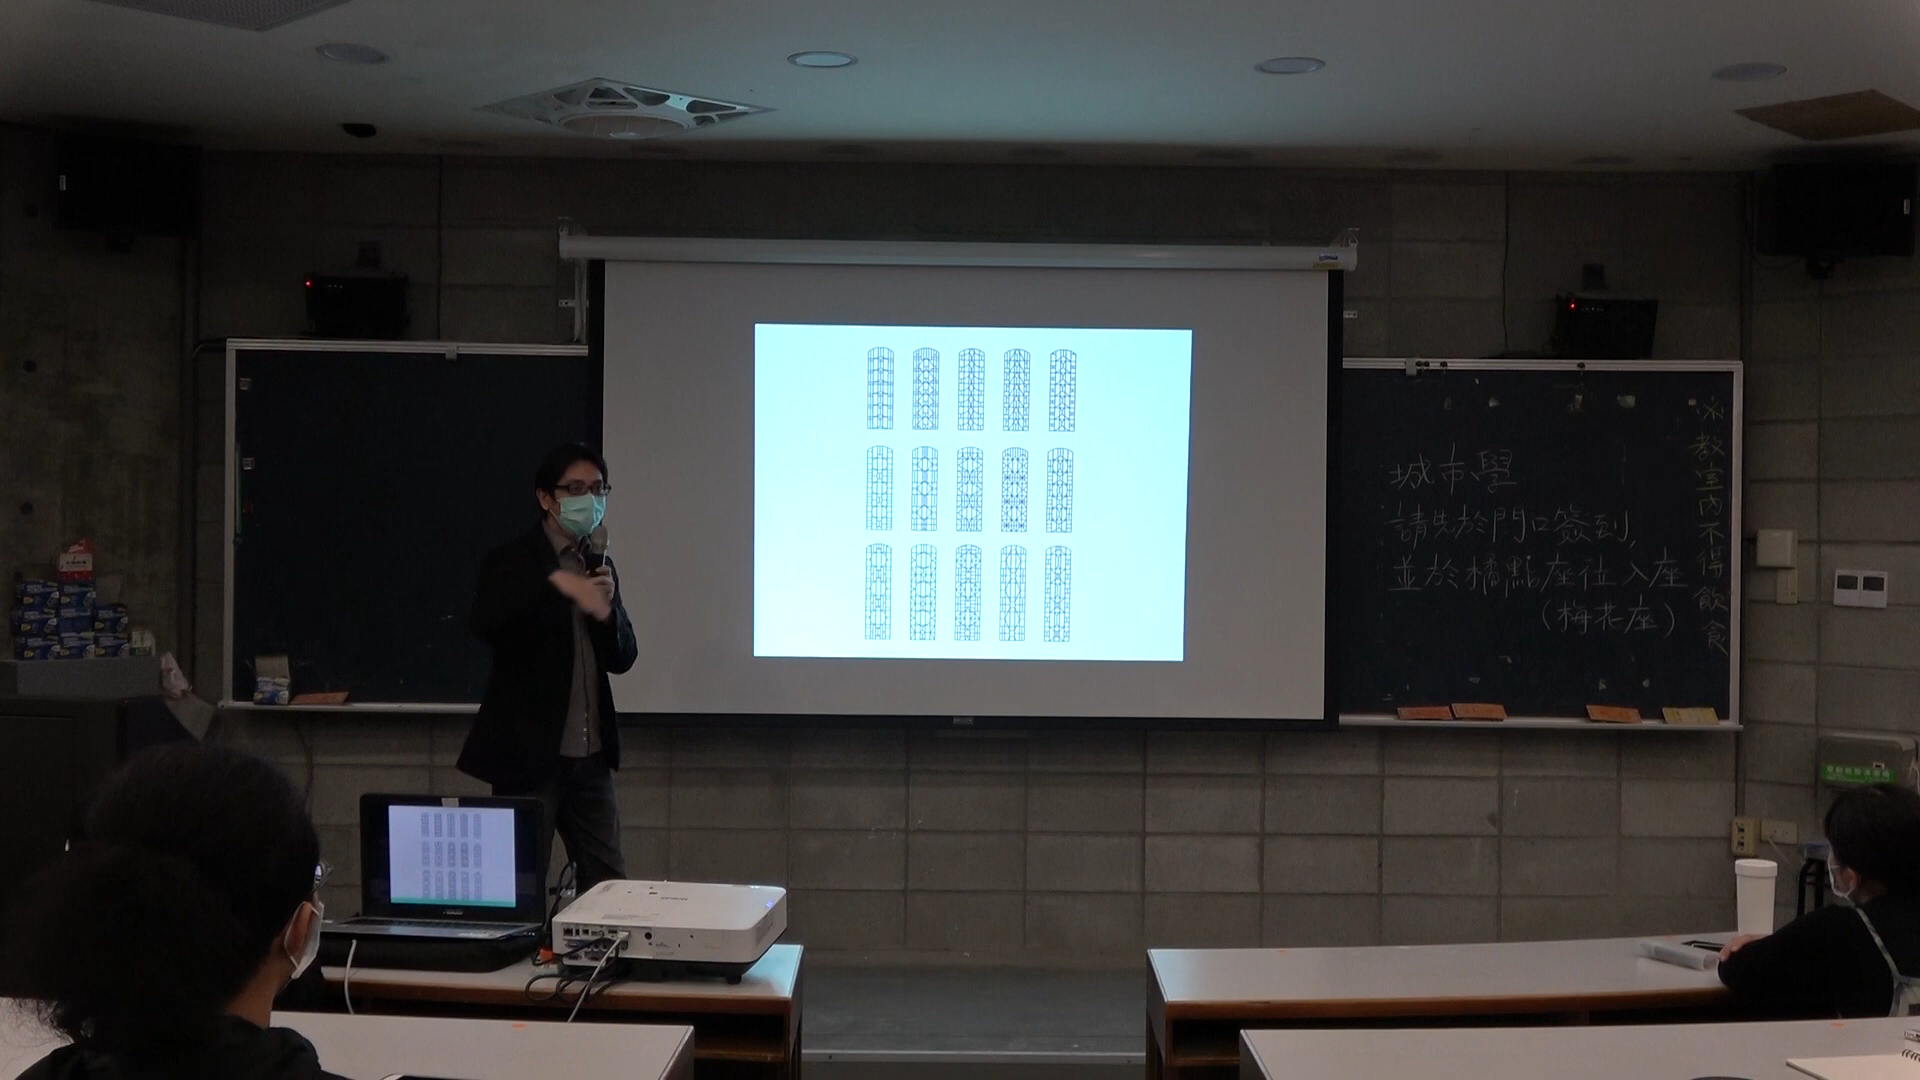 城市學
請先於門口簽到,
並於橘點座位入座
(梅花座)
※教室內不得飲食